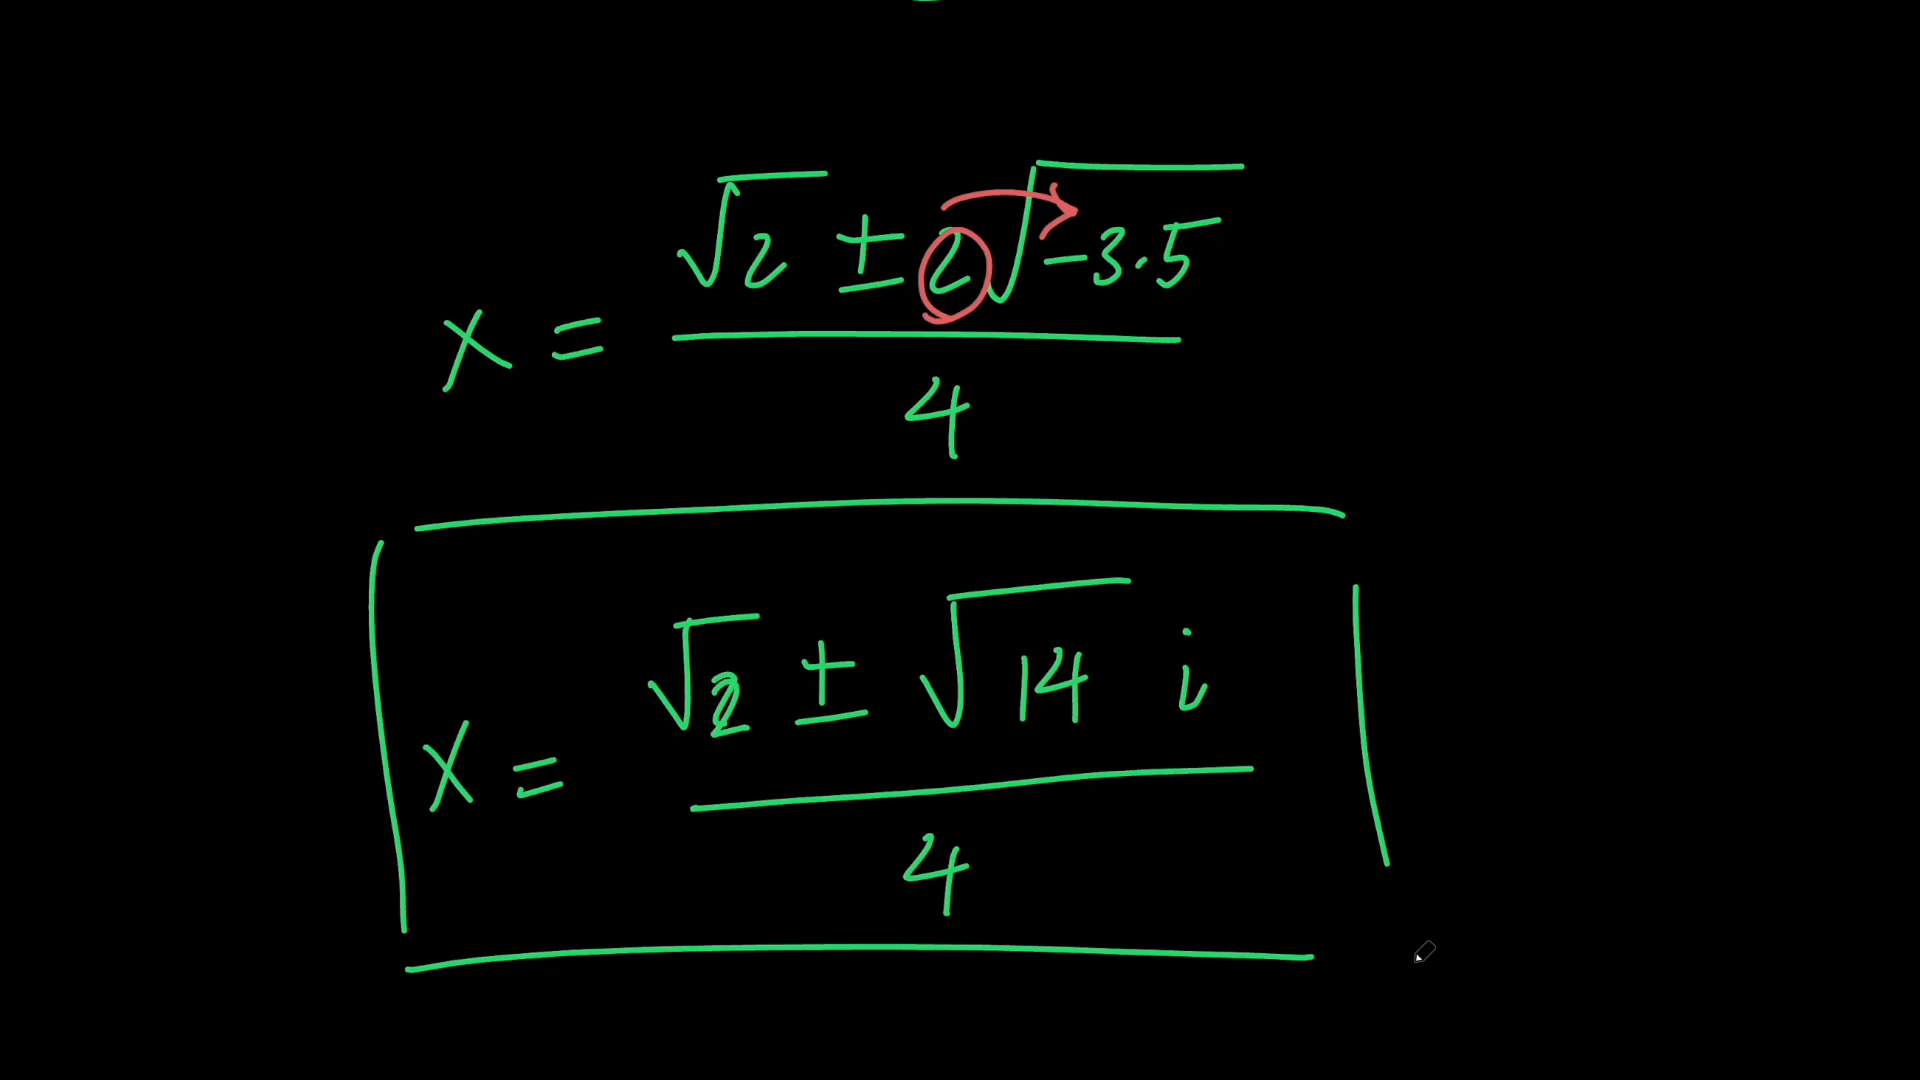 x = (√2 ± 2√-3.5) / 4
x = (√2 ± √14 i) / 4